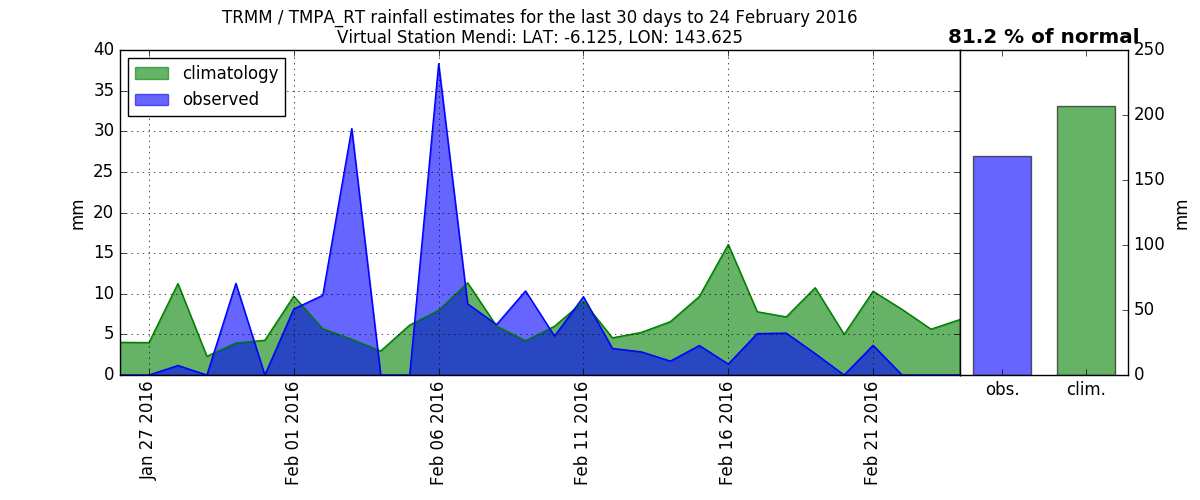 TRMM / TMPA_RT rainfall estimates for the last 30 days to 24 February 2016
Virtual Station Mendi: LAT: -6.125, LON: 143.625
81.2 % of normal
climatology
observed
40
35
30
25
20
15
10
5
0
mm
Jan 27 2016
Feb 01 2016
Feb 06 2016
Feb 11 2016
Feb 16 2016
Feb 21 2016
obs.
clim.
250
200
150
100
50
0
mm